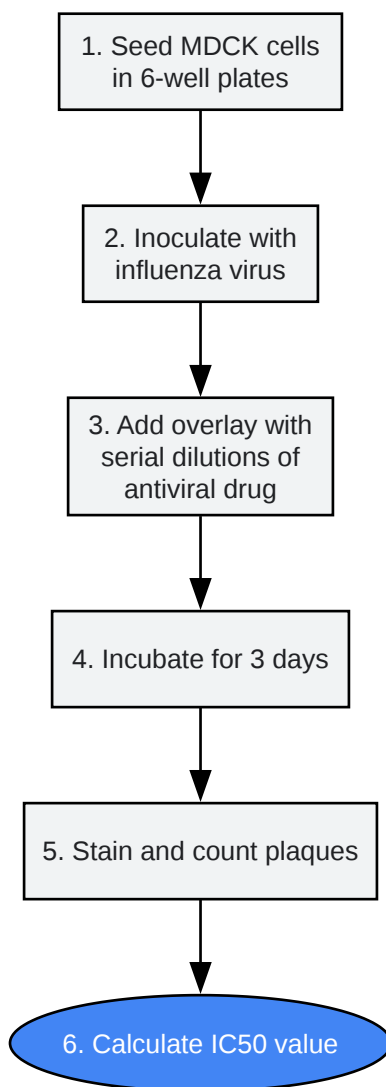 1. Seed MDCK cells
in 6-well plates
2. Inoculate with
influenza virus
3. Add overlay with
serial dilutions of
antiviral drug
4. Incubate for 3 days
5. Stain and count plaques
6. Calculate IC50 value